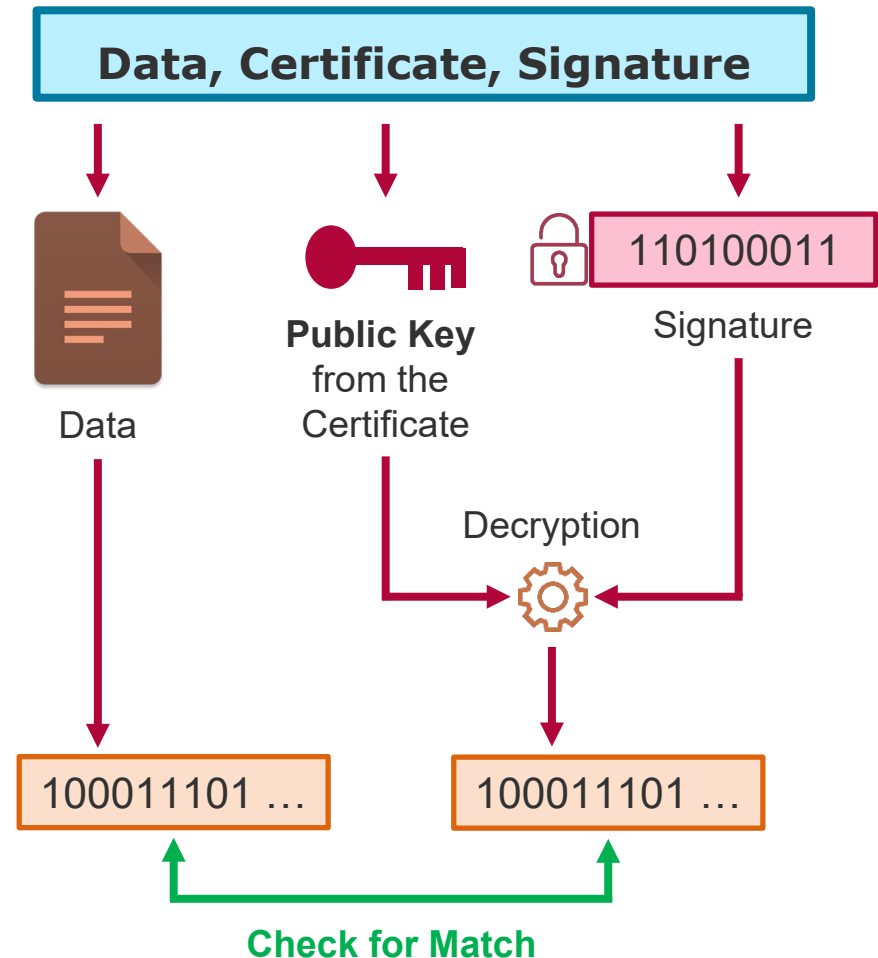 Data, Certificate, Signature
110100011
Signature
Public Key
from the
Certificate
Data
Decryption
100011101 …
100011101 …
Check for Match